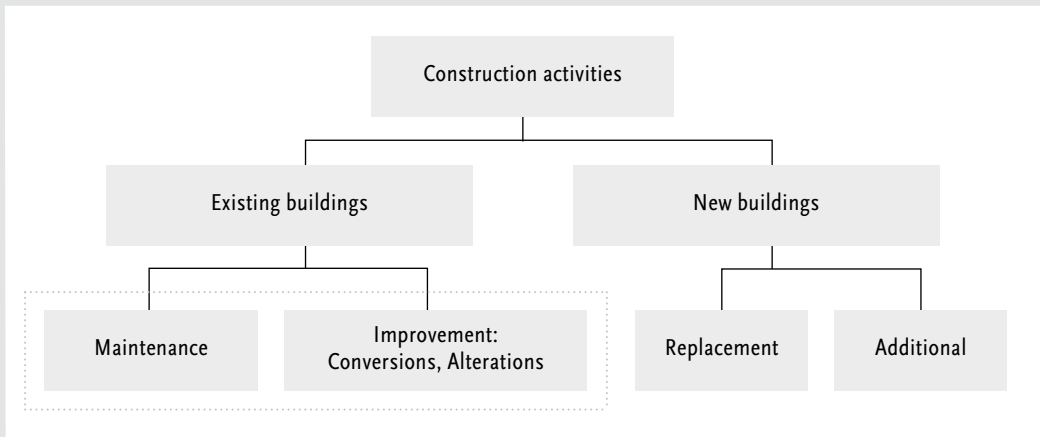 Construction activities
Existing buildings
New buildings
Maintenance
Improvement:
Conversions, Alterations
Replacement
Additional